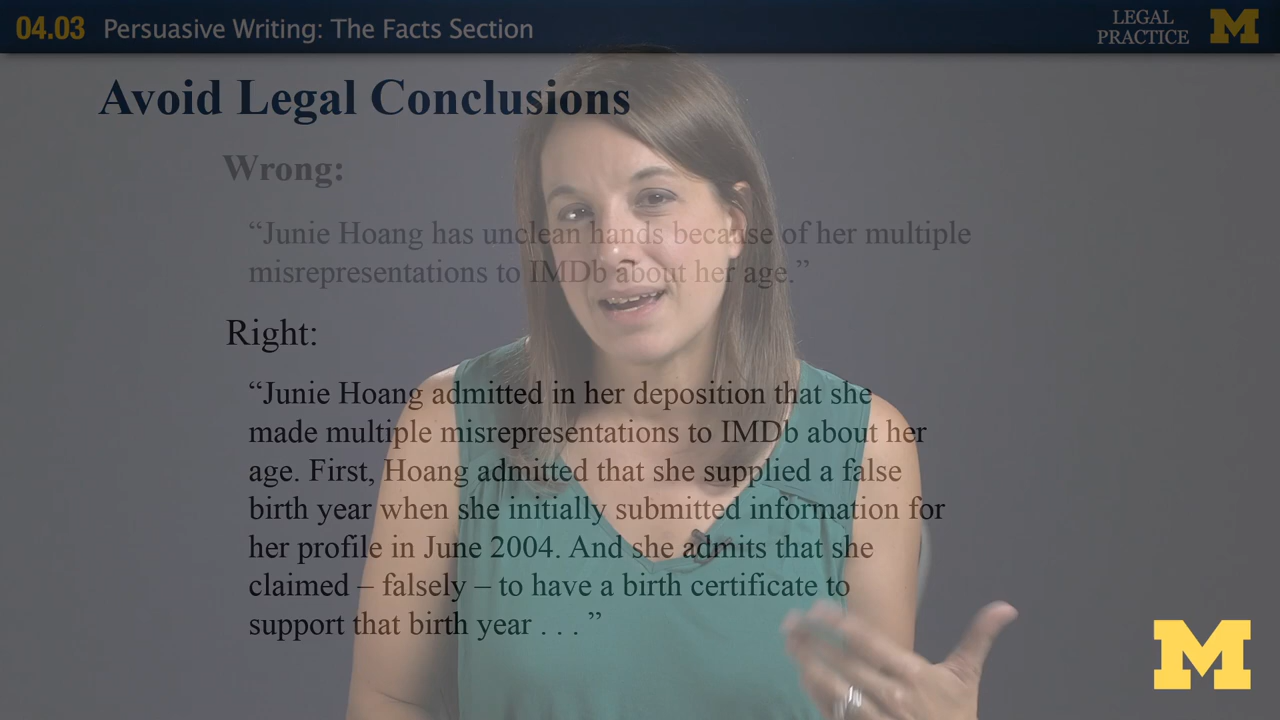 04.03 Persuasive Writing: The Facts Section
LEGAL
PRACTICE
M
Avoid Legal Conclusions
Wrong:
“Junie Hoang has unclean hands because of her multiple
misrepresentations to IMDb about her age.”
Right:
“Junie Hoang admitted in her deposition that she
made multiple misrepresentations to IMDb about her
age. First, Hoang admitted that she supplied a false
birth year when she initially submitted information for
her profile in June 2004. And she admits that she
claimed – falsely – to have a birth certificate to
support that birth year . . . ”
M